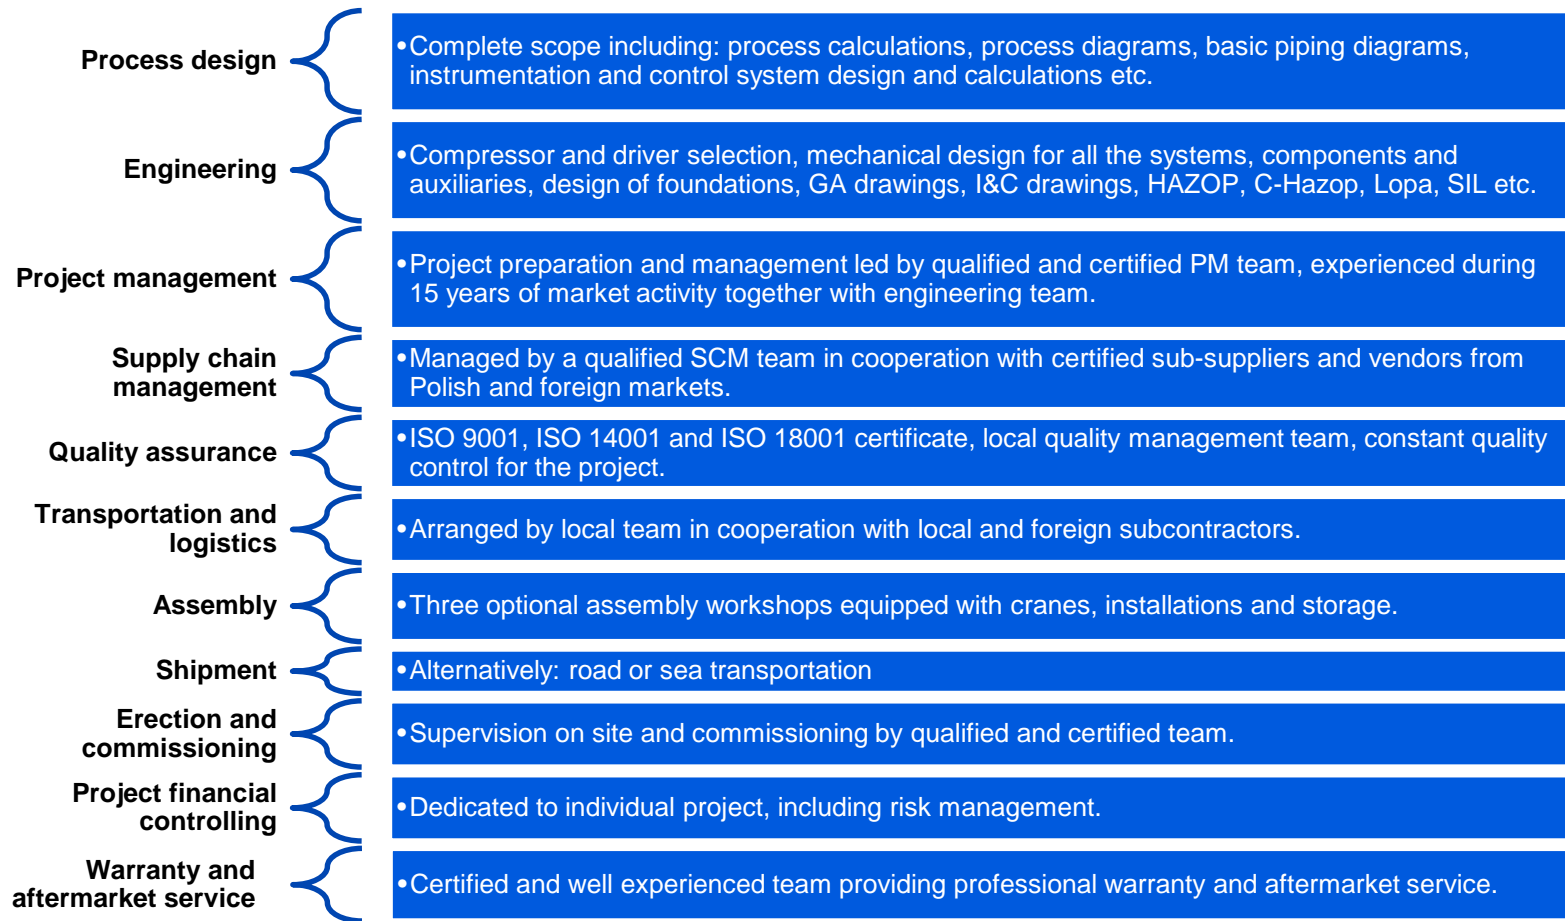 Process design
•Complete scope including: process calculations, process diagrams, basic piping diagrams,
instrumentation and control system design and calculations etc.
Engineering
•Compressor and driver selection, mechanical design for all the systems, components and
auxiliaries, design of foundations, GA drawings, I&C drawings, HAZOP, C-Hazop, Lopa, SIL etc.
Project management
•Project preparation and management led by qualified and certified PM team, experienced during
15 years of market activity together with engineering team.
Supply chain
management
•Managed by a qualified SCM team in cooperation with certified sub-suppliers and vendors from
Polish and foreign markets.
Quality assurance
•ISO 9001, ISO 14001 and ISO 18001 certificate, local quality management team, constant quality
control for the project.
Transportation and
logistics
•Arranged by local team in cooperation with local and foreign subcontractors.
Assembly
•Three optional assembly workshops equipped with cranes, installations and storage.
Shipment
•Alternatively: road or sea transportation
Erection and
commissioning
•Supervision on site and commissioning by qualified and certified team.
Project financial
controlling
•Dedicated to individual project, including risk management.
Warranty and
aftermarket service
•Certified and well experienced team providing professional warranty and aftermarket service.